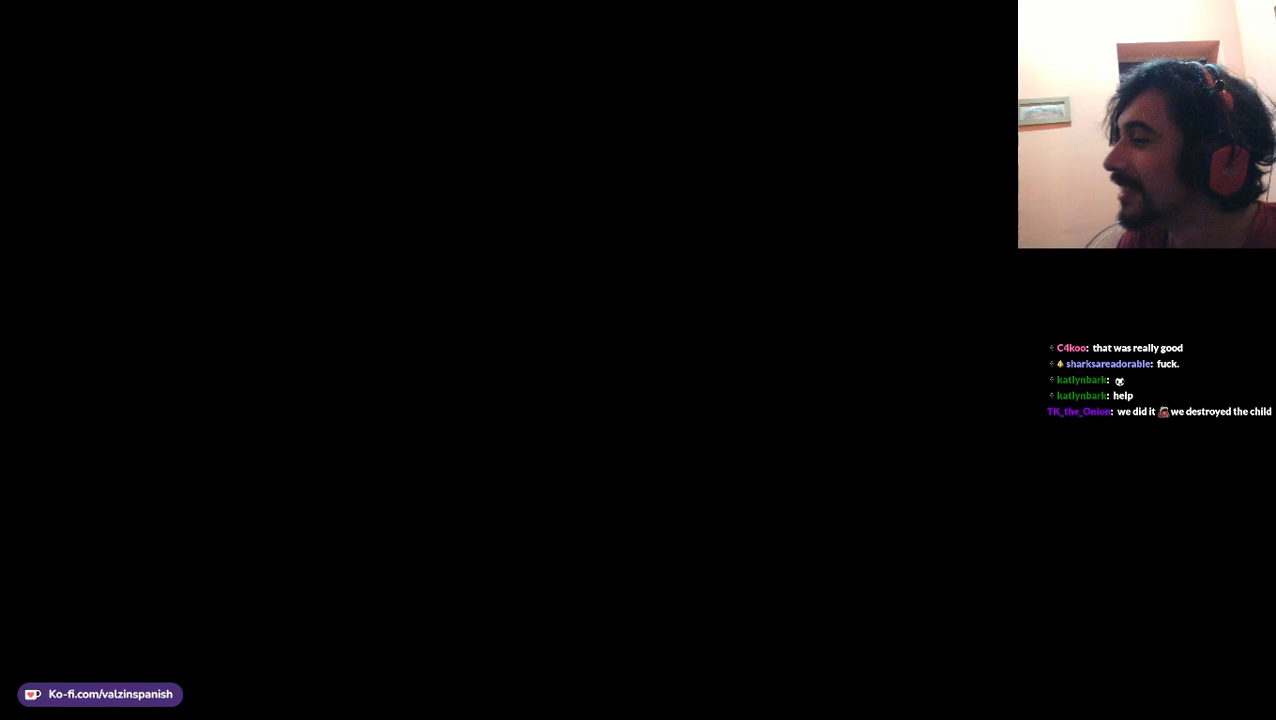 C4koo: that was really good
sharksareadorable: fuck.
katlynbark:
katlynbark: help
TK_the_Onion: we did it we destroyed the child
Ko-fi.com/valzinspanish